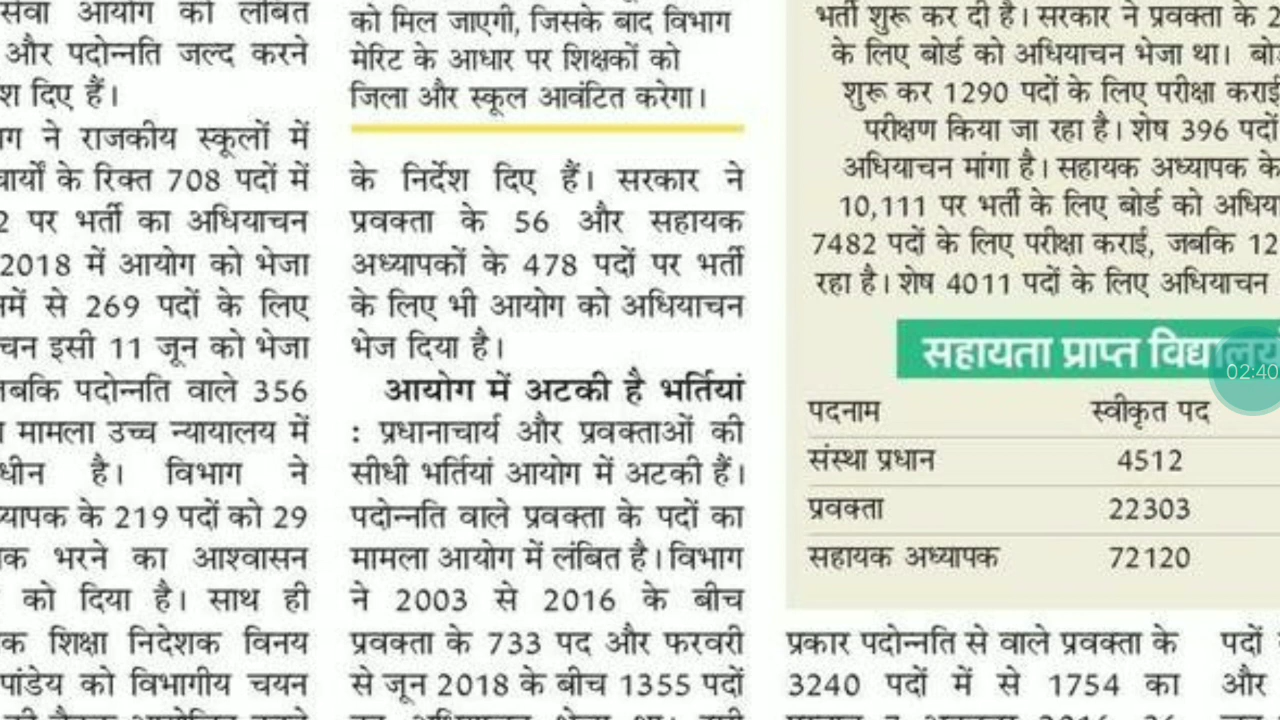 सेवा आयोग को लंबित
और पदोन्नति जल्द करने
दिए हैं।
ने राजकीय स्कूलों में
के रिक्त 708 पदों में
पर भर्ती का अधियाचन
2018 में आयोग को भेजा
से 269 पदों के लिए
इसी 11 जून को भेजा
पदोन्नति वाले 356
मामला उच्च न्यायालय में
है। विभाग ने
के 219 पदों को 29
भरने का आश्वासन
को दिया है। साथ ही
शिक्षा निदेशक विनय
पांडेय को विभागीय चयन
को मिल जाएगी, जिसके बाद विभाग
मेरिट के आधार पर शिक्षकों को
जिला और स्कूल आवंटित करेगा।
के निर्देश दिए हैं। सरकार ने
प्रवक्ता के 56 और सहायक
अध्यापकों के 478 पदों पर भर्ती
के लिए भी आयोग को अधियाचन
भेज दिया है।
आयोग में अटकी है भर्तियां
: प्रधानाचार्य और प्रवक्ताओं की
सीधी भर्तियां आयोग में अटकी हैं।
पदोन्नति वाले प्रवक्ता के पदों का
मामला आयोग में लंबित है। विभाग
ने 2003 से 2016 के बीच
प्रवक्ता के 733 पद और फरवरी
से जून 2018 के बीच 1355 पदों
भर्ती शुरू कर दी है। सरकार ने प्रवक्ता के
के लिए बोर्ड को अधियाचन भेजा था।
शुरू कर 1290 पदों के लिए परीक्षा कराई
परीक्षण किया जा रहा है। शेष 396 पदों
अधियाचन मांगा है। सहायक अध्यापक के
10,111 पर भर्ती के लिए बोर्ड को
7482 पदों के लिए परीक्षा कराई, जबकि 12
रहा है। शेष 4011 पदों के लिए अधियाचन
सहायता प्राप्त विद्यालय
02:40
पदनाम स्वीकृत पद
संस्था प्रधान 4512
प्रवक्ता 22303
सहायक अध्यापक 72120
प्रकार पदोन्नति से वाले प्रवक्ता के
3240 पदों में से 1754 का
पदों
और